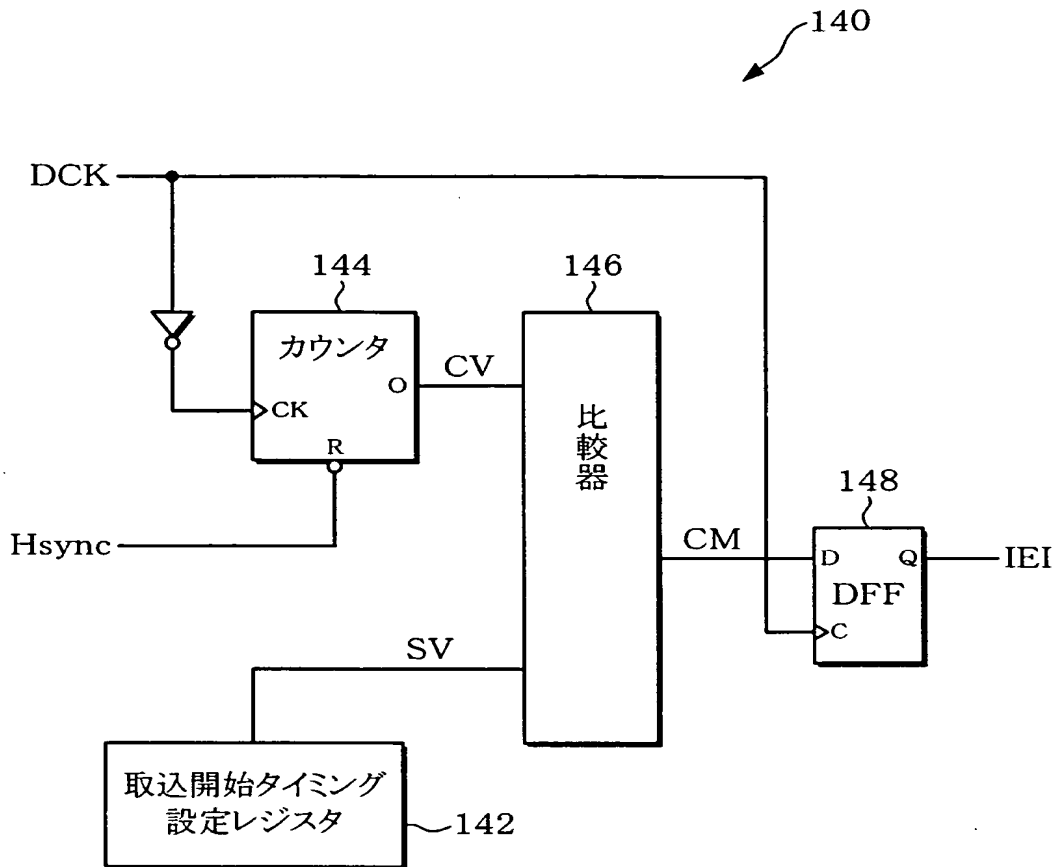 140
DCK
144
146
カウンタ
CV
O
CK
比較器
R
148
Hsync
CM
D
Q
IEI
DFF
C
SV
取込開始タイミング
設定レジスタ
142